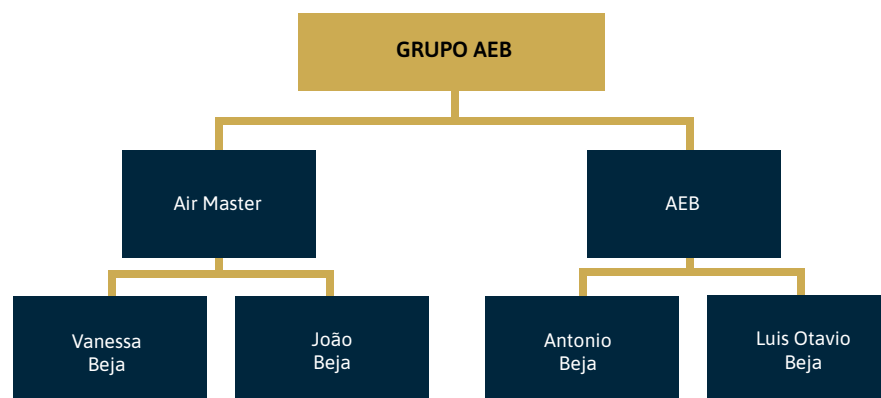 GRUPO AEB
Air Master
AEB
Vanessa
Beja
João
Beja
Antonio
Beja
Luis Otavio
Beja